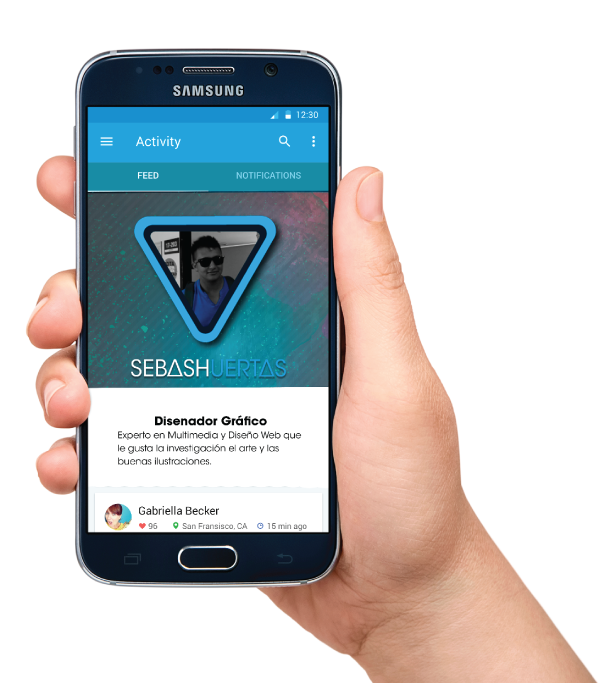 SAMSUNG
12:30
Activity
FEED NOTIFICATIONS
SEBASHUERTAS
Disenador Gráfico
Experto en Multimedia y Diseño Web que
le gusta la investigación el arte y las
buenas ilustraciones.
Gabriella Becker
96 San Fransisco, CA 15 min ago